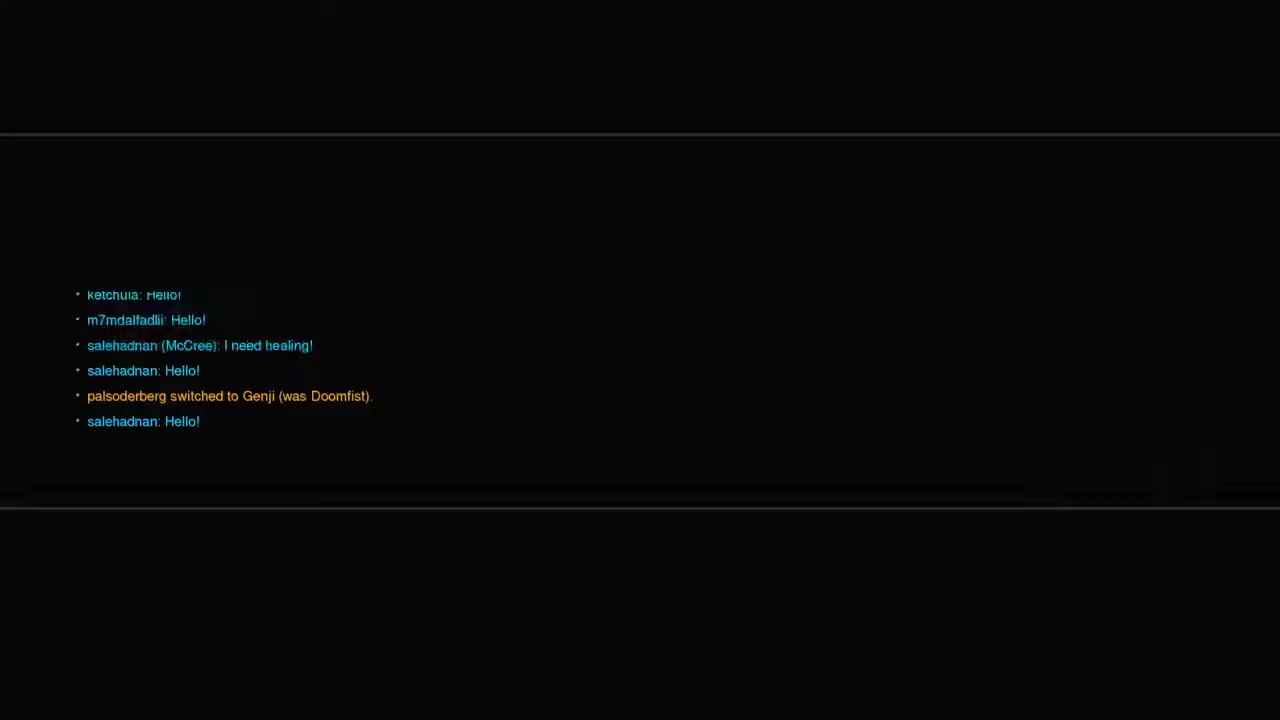 ketchula: Hello!
m7mdalfadlii: Hello!
salehadnan (McCree): I need healing!
salehadnan: Hello!
palsoderberg switched to Genji (was Doomfist).
salehadnan: Hello!